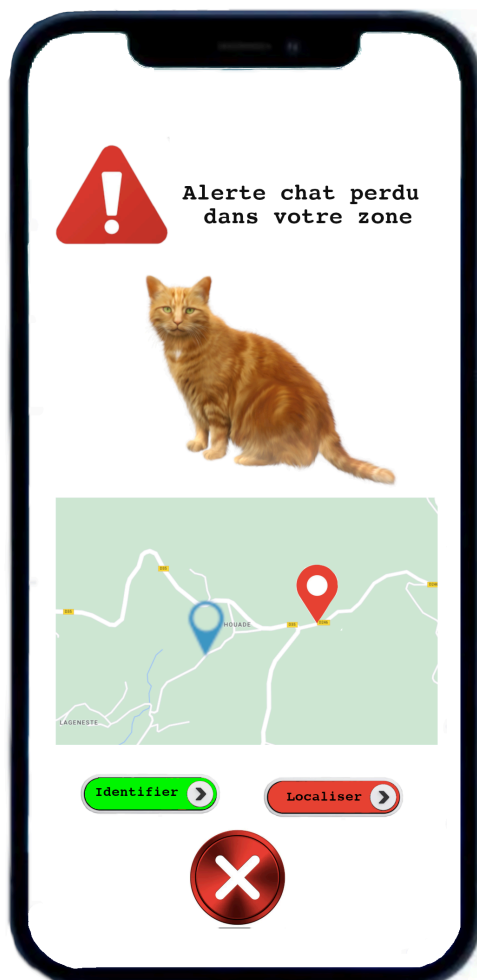 Alerte chat perdu
dans votre zone
HOUADE
LAGENESTE
Identifier
Localiser